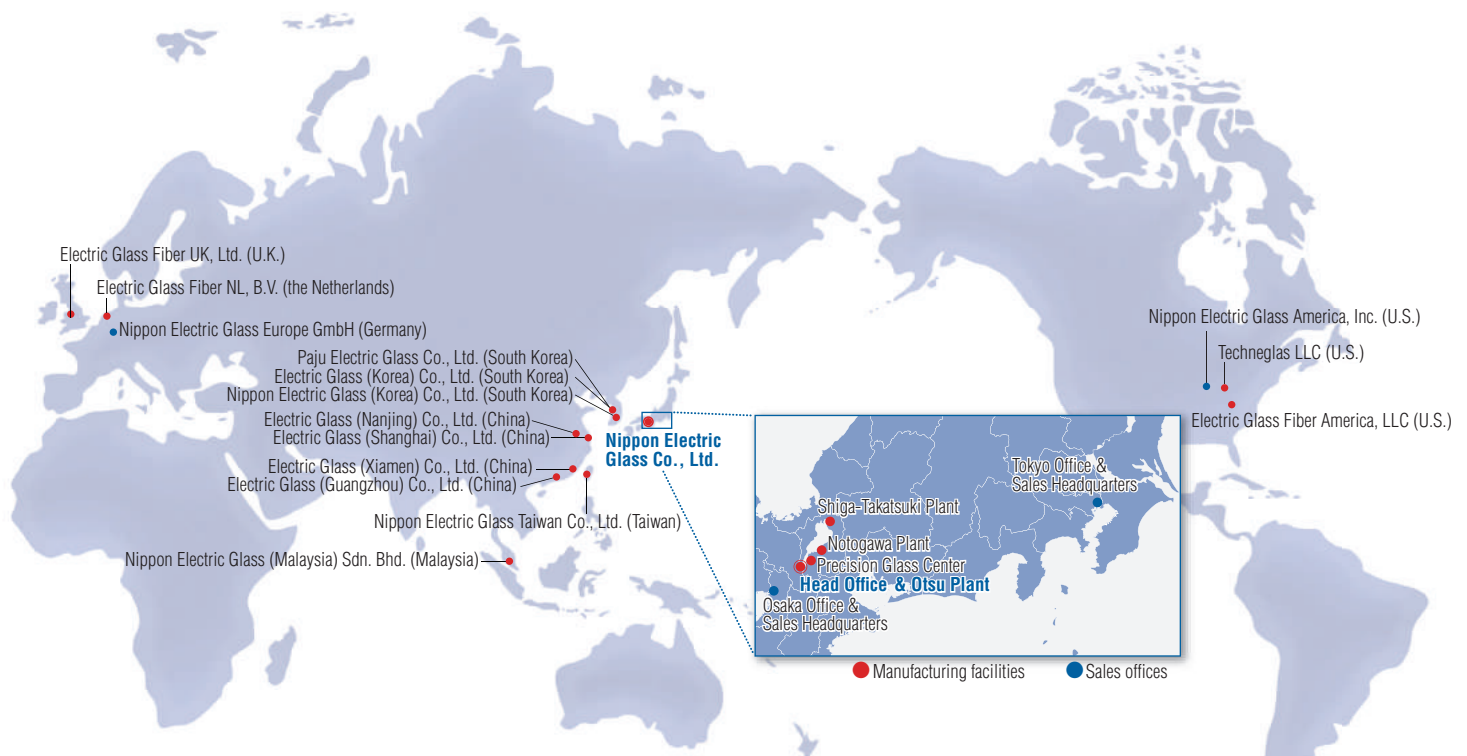 Electric Glass Fiber UK, Ltd. (U.K.)
Electric Glass Fiber NL, B.V. (the Netherlands)
Nippon Electric Glass Europe GmbH (Germany)
Paju Electric Glass Co., Ltd. (South Korea)
Electric Glass (Korea) Co., Ltd. (South Korea)
Nippon Electric Glass (Korea) Co., Ltd. (South Korea)
Electric Glass (Nanjing) Co., Ltd. (China)
Electric Glass (Shanghai) Co., Ltd. (China)
Electric Glass (Xiamen) Co., Ltd. (China)
Electric Glass (Guangzhou) Co., Ltd. (China)
Nippon Electric Glass Taiwan Co., Ltd. (Taiwan)
Nippon Electric Glass (Malaysia) Sdn. Bhd. (Malaysia)
Nippon Electric
Glass Co., Ltd.
Nippon Electric Glass America, Inc. (U.S.)
Techneglas LLC (U.S.)
Electric Glass Fiber America, LLC (U.S.)
Tokyo Office &
Sales Headquarters
Shiga-Takatsuki Plant
Notogawa Plant
Precision Glass Center
Head Office & Otsu Plant
Osaka Office &
Sales Headquarters
Manufacturing facilities
Sales offices